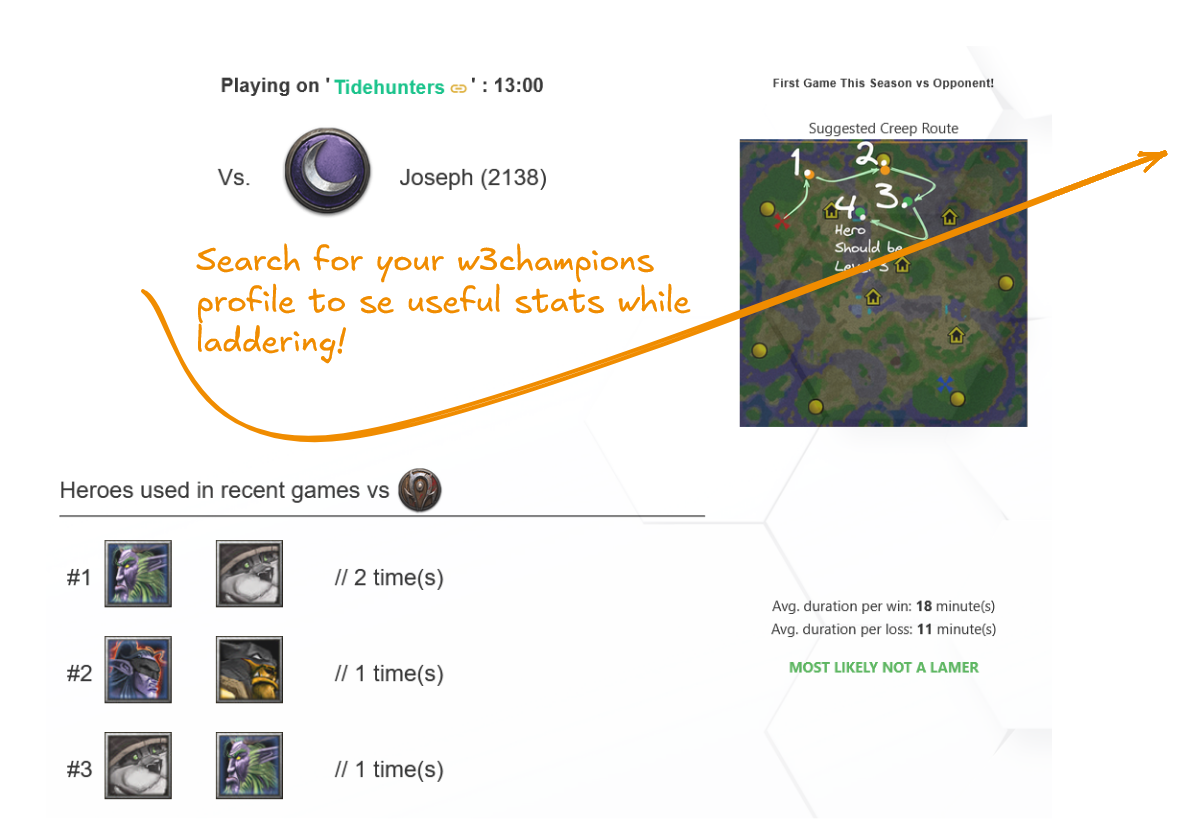 Playing on ' Tidehunters ' : 13:00
First Game This Season vs Opponent!
Vs.
Joseph (2138)
Suggested Creep Route
1.
2.
3.
4.
Hero
Should be
Level 3
Search for your w3champions
profile to se useful stats while
laddering!
Heroes used in recent games vs
#1 // 2 time(s)
#2 // 1 time(s)
#3 // 1 time(s)
Avg. duration per win: 18 minute(s)
Avg. duration per loss: 11 minute(s)
MOST LIKELY NOT A LAMER